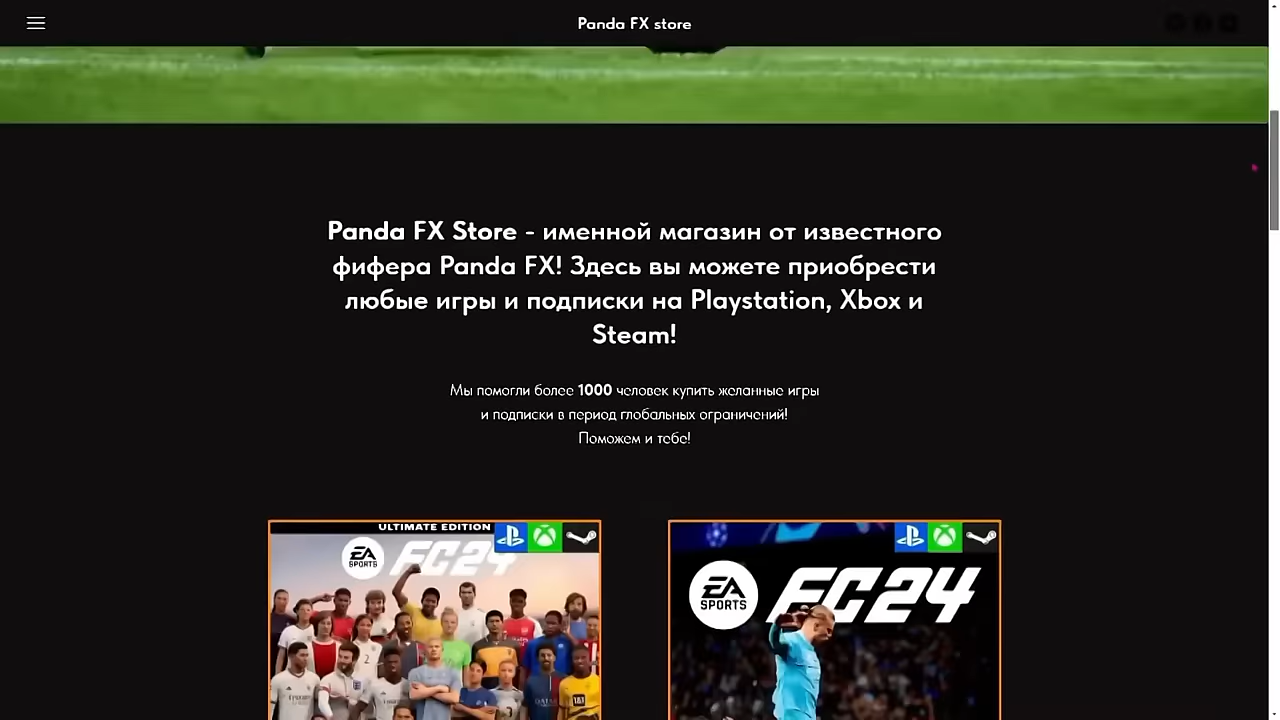 Panda FX store
Panda FX Store - именной магазин от известного
фифера Panda FX! Здесь вы можете приобрести
любые игры и подписки на Playstation, Xbox и
Steam!
Мы помогли более 1000 человек купить желанные игры
и подписки в период глобальных ограничений!
Поможем и тебе!
ULTIMATE EDITION
EA
SPORTS
FC24
EA
SPORTS
FC24